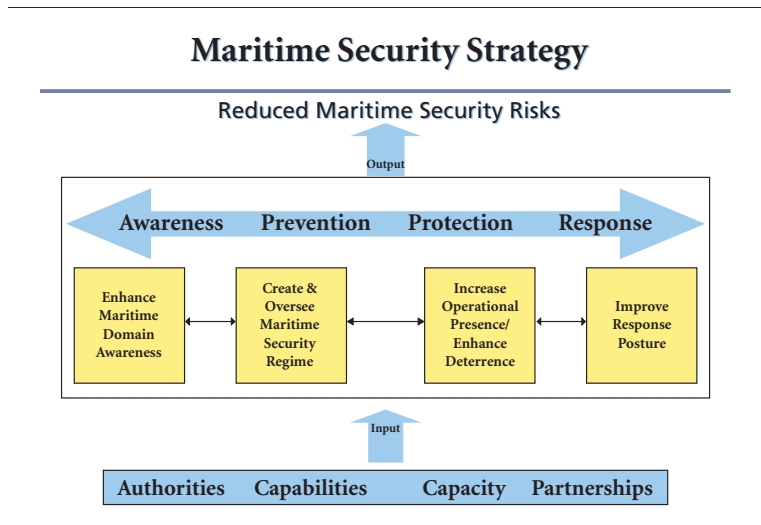 Maritime Security Strategy
Reduced Maritime Security Risks
Output
Awareness Prevention Protection Response
Enhance
Maritime
Domain
Awareness
Create &
Oversee
Maritime
Security
Regime
Increase
Operational
Presence/
Enhance
Deterrence
Improve
Response
Posture
Input
Authorities Capabilities Capacity Partnerships